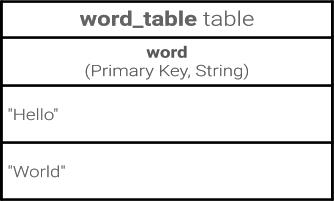 word_table table
word
(Primary Key, String)
"Hello"
"World"